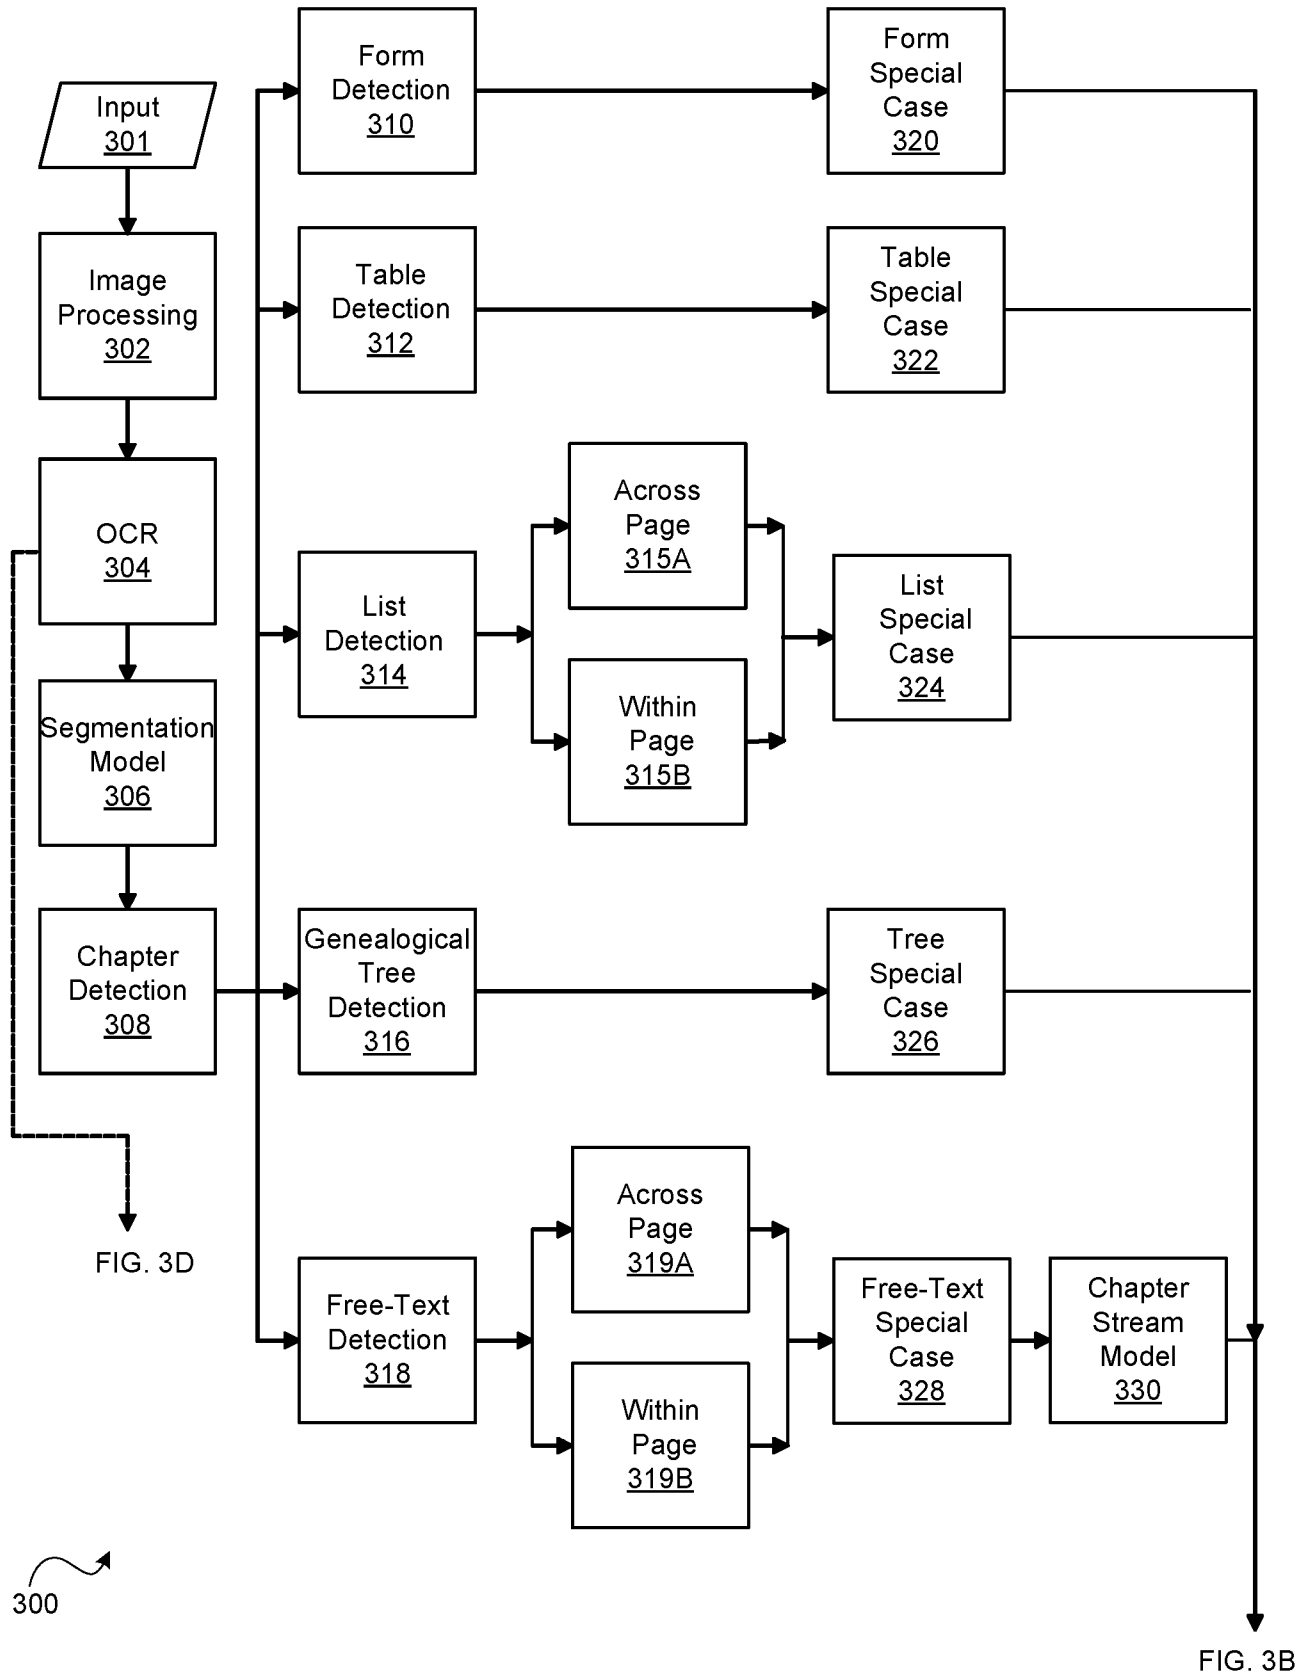 Input
301
Image
Processing
302
OCR
304
Segmentation
Model
306
Chapter
Detection
308
FIG. 3D
Form
Detection
310
Form
Special
Case
320
Table
Detection
312
Table
Special
Case
322
List
Detection
314
Across
Page
315A
Within
Page
315B
List
Special
Case
324
Genealogical
Tree
Detection
316
Tree
Special
Case
326
Free-Text
Detection
318
Across
Page
319A
Within
Page
319B
Free-Text
Special
Case
328
Chapter
Stream
Model
330
300
FIG. 3B